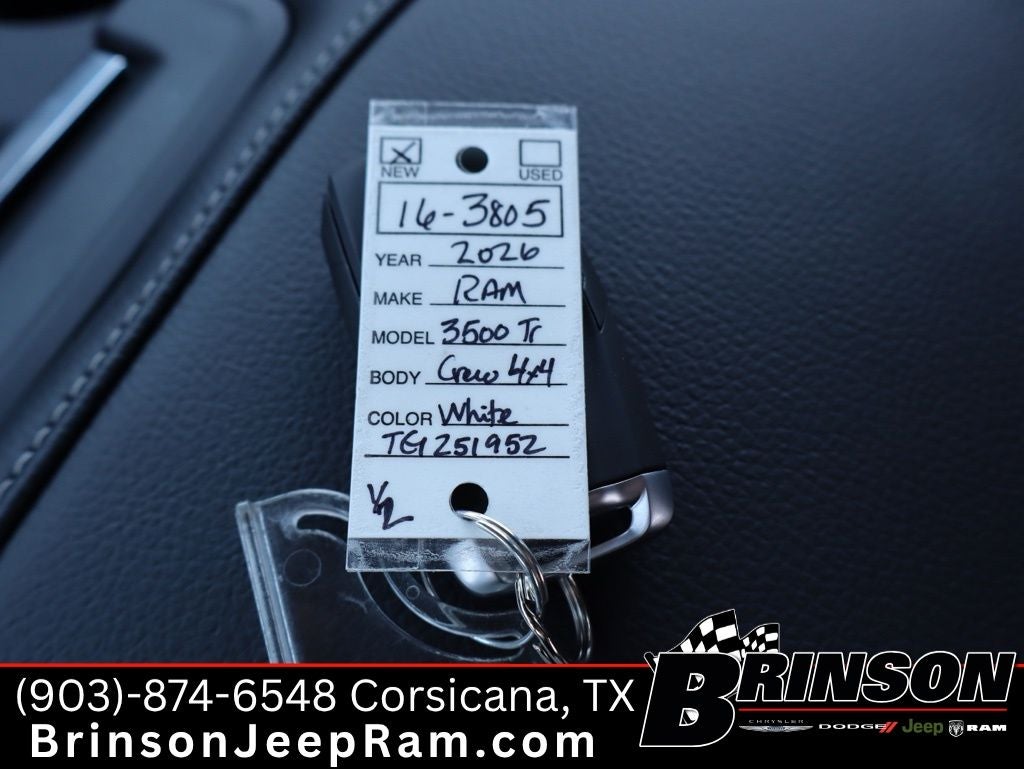 NEW USED
16-3805
YEAR 2026
MAKE RAM
MODEL 3500 Tr
BODY Crew 4x4
COLOR White
TG251952
1/2
(903)-874-6548 Corsicana, TX
BrinsonJeepRam.com
BRINSON
CHRYSLER DODGE Jeep RAM